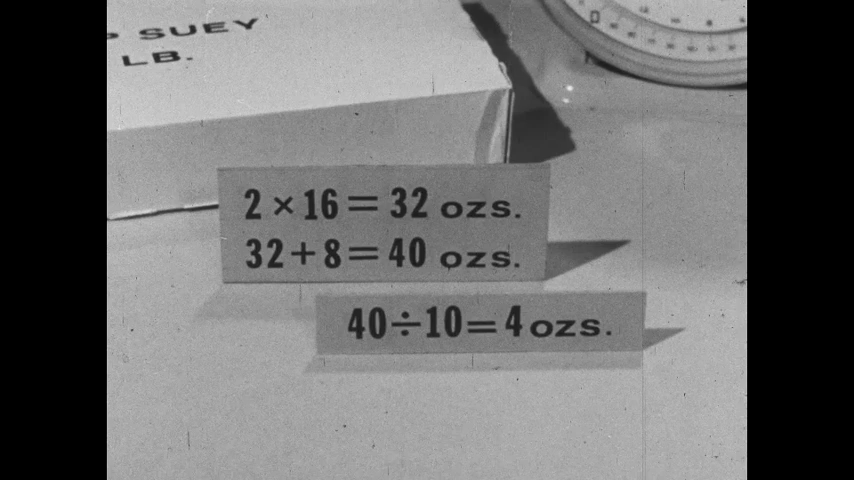 SUEY
LB.
2 × 16 = 32 ozs.
32 + 8 = 40 ozs.
40 ÷ 10 = 4 ozs.